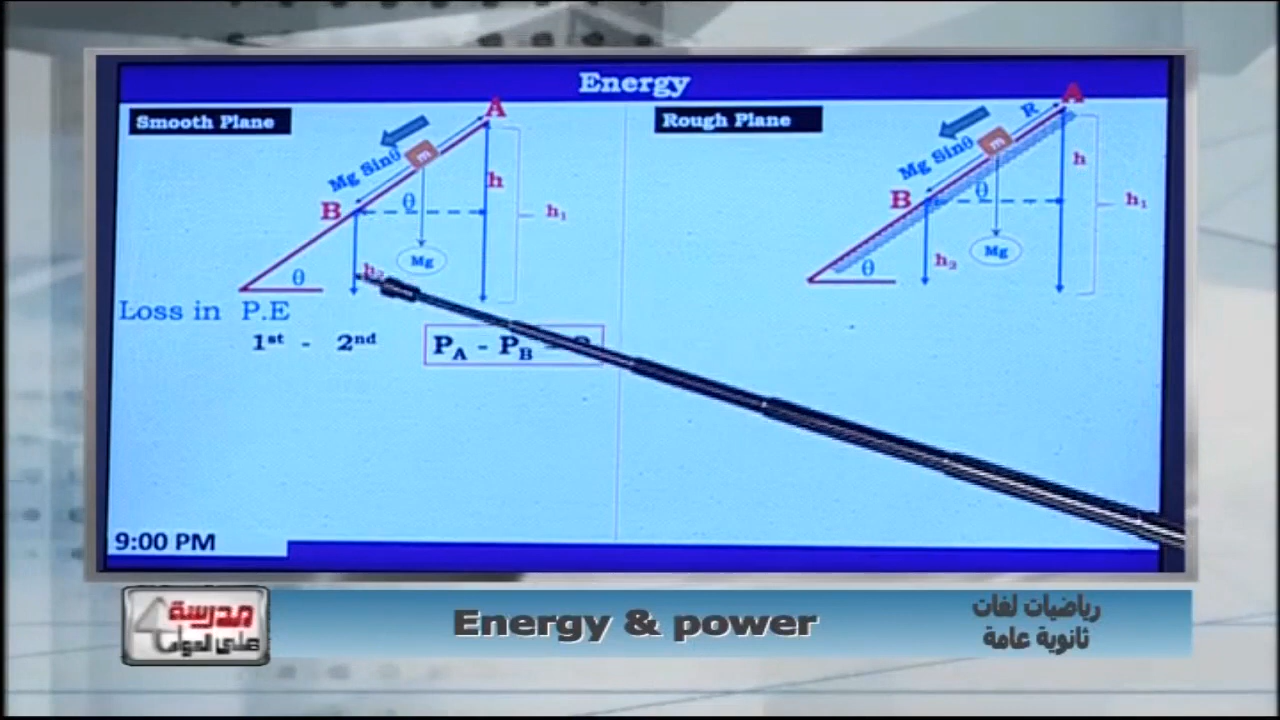 Energy
Smooth Plane
A
Mg Sinθ
m
h
B
θ
h₁
Mg
h₂
θ
Loss in P.E
1st - 2nd
PA - PB =
Rough Plane
A
R
Mg Sinθ
m
h
B
θ
h₁
Mg
h₂
θ
9:00 PM
مدرسة
على الهواء
Energy & power
رياضيات لغات
ثانوية عامة